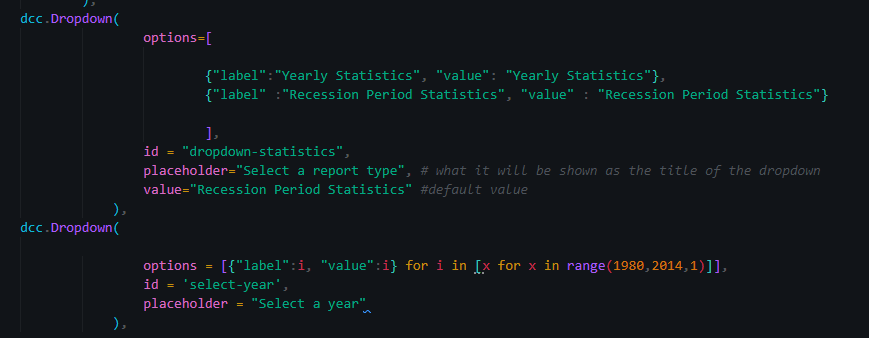 ),
dcc.Dropdown(
options=[
{"label":"Yearly Statistics", "value": "Yearly Statistics"},
{"label" :"Recession Period Statistics", "value" : "Recession Period Statistics"}
],
id = "dropdown-statistics",
placeholder="Select a report type", # what it will be shown as the title of the dropdown
value="Recession Period Statistics" #default value
),
dcc.Dropdown(
options = [{"label":i, "value":i} for i in [x for x in range(1980,2014,1)]],
id = 'select-year',
placeholder = "Select a year"
),